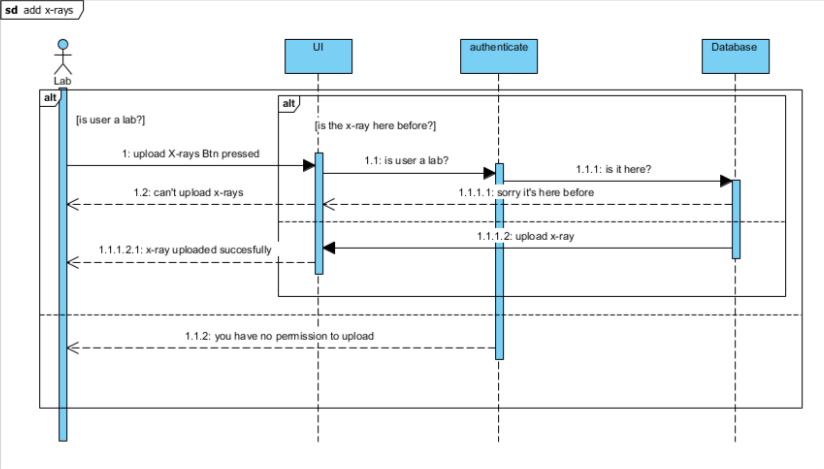 sd add x-rays
UI
authenticate
Database
Lab
alt
alt
[is user a lab?]
[is the x-ray here before?]
1: upload X-rays Btn pressed
1.1: is user a lab?
1.1.1: is it here?
1.2: can't upload x-rays
1.1.1.1: sorry it's here before
1.1.1.2: upload x-ray
1.1.1.2.1: x-ray uploaded succesfully
1.1.2: you have no permission to upload